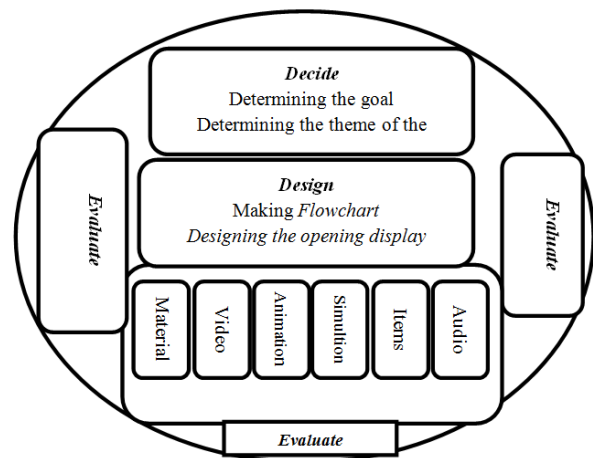 Decide
Determining the goal
Determining the theme of the
Evaluate
Design
Making Flowchart
Designing the opening display
Evaluate
Material
Video
Animation
Simultion
Items
Audio
Evaluate